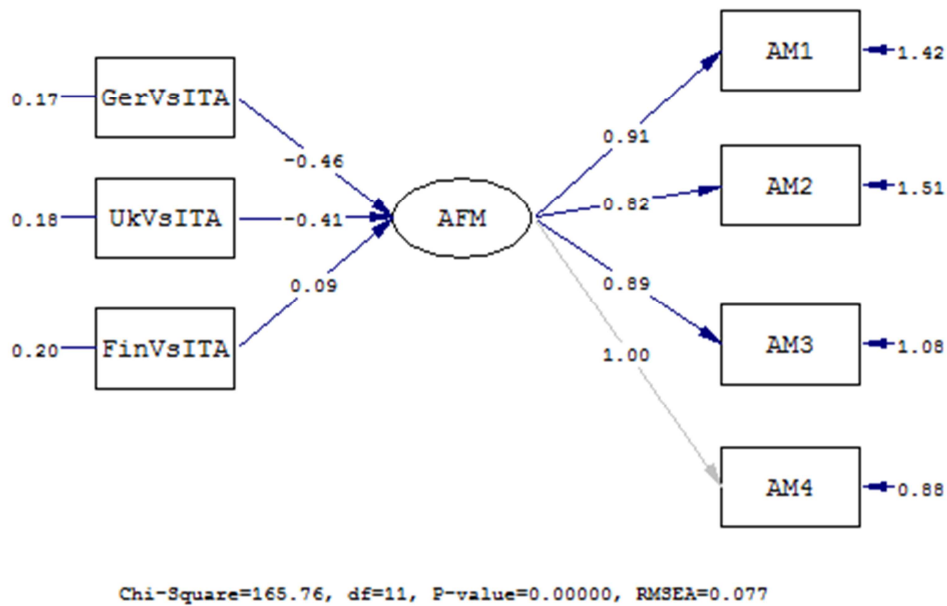 AM1
1.42
0.17
GerVsITA
0.91
-0.46
AM2
1.51
0.82
0.18
UkVsITA
-0.41
AFM
0.89
0.09
AM3
1.08
0.20
FinVsITA
1.00
AM4
0.88
Chi-Square=165.76, df=11, P-value=0.00000, RMSEA=0.077